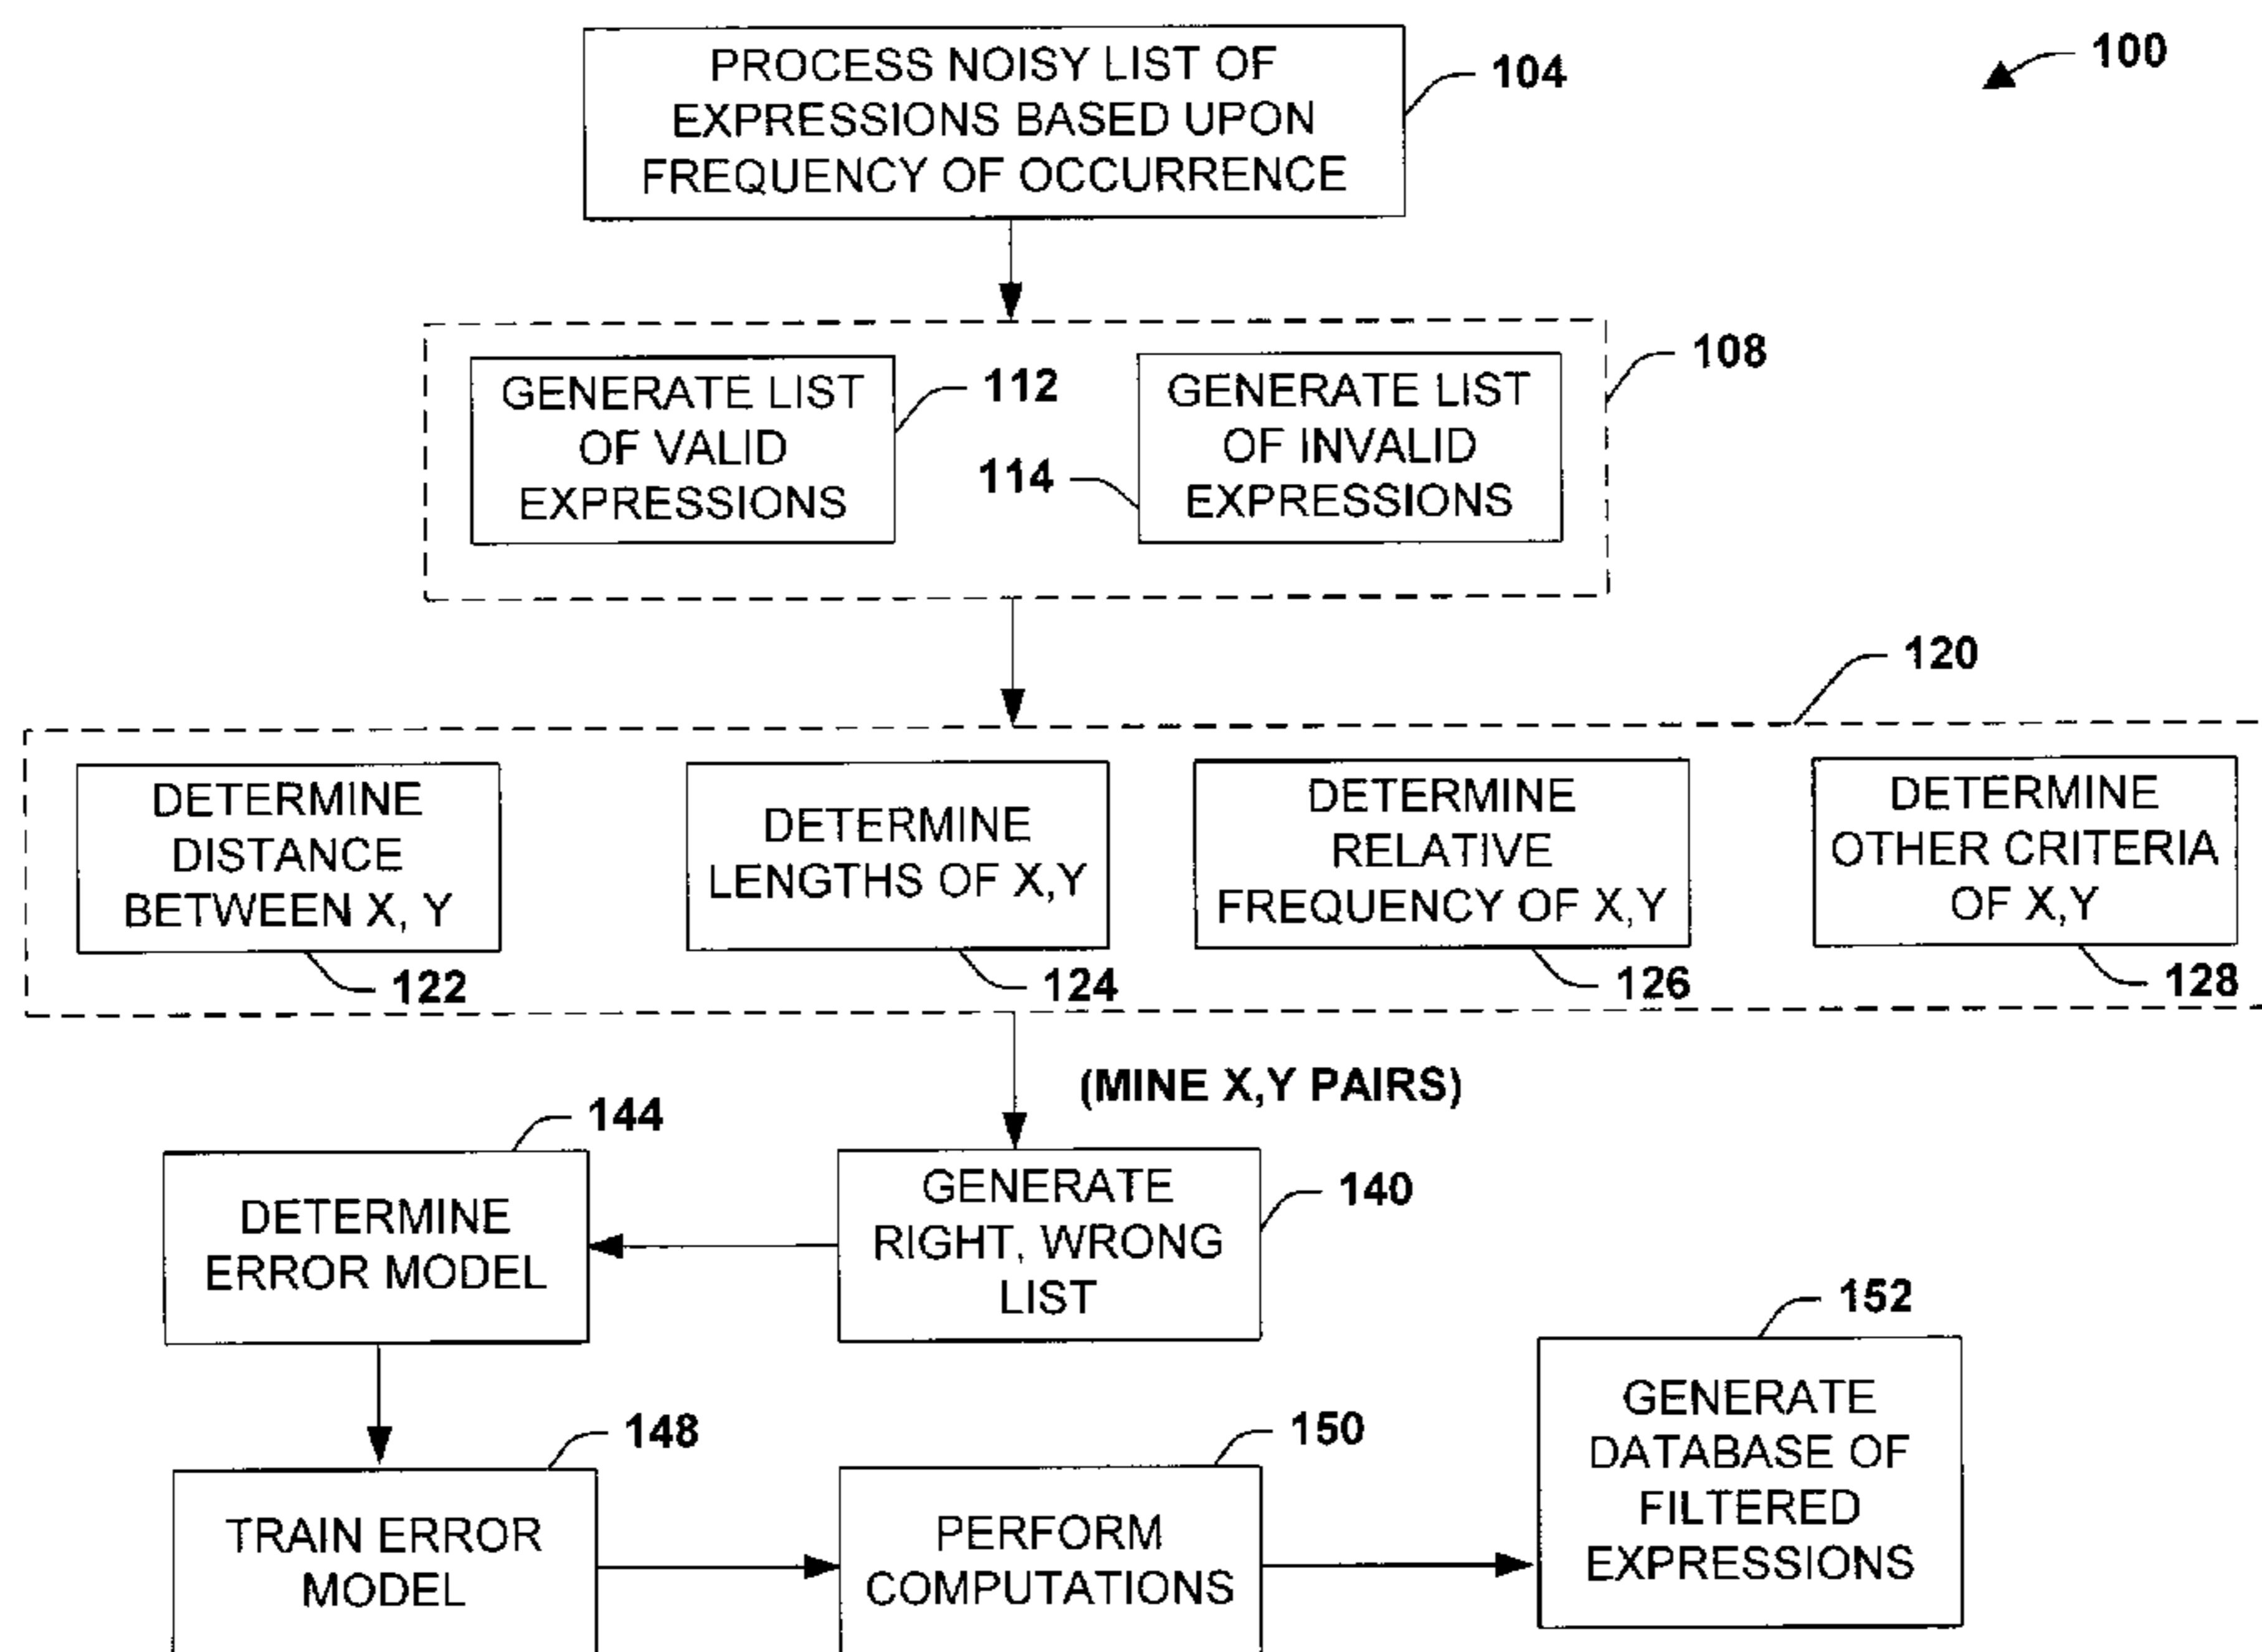 PROCESS NOISY LIST OF
EXPRESSIONS BASED UPON
FREQUENCY OF OCCURRENCE
104
100
108
GENERATE LIST
OF VALID
EXPRESSIONS
112
GENERATE LIST
OF INVALID
EXPRESSIONS
114
120
DETERMINE
DISTANCE
BETWEEN X, Y
122
DETERMINE
LENGTHS OF X,Y
124
DETERMINE
RELATIVE
FREQUENCY OF X,Y
126
DETERMINE
OTHER CRITERIA
OF X,Y
128
(MINE X,Y PAIRS)
GENERATE
RIGHT, WRONG
LIST
140
144
DETERMINE
ERROR MODEL
148
TRAIN ERROR
MODEL
150
PERFORM
COMPUTATIONS
152
GENERATE
DATABASE OF
FILTERED
EXPRESSIONS